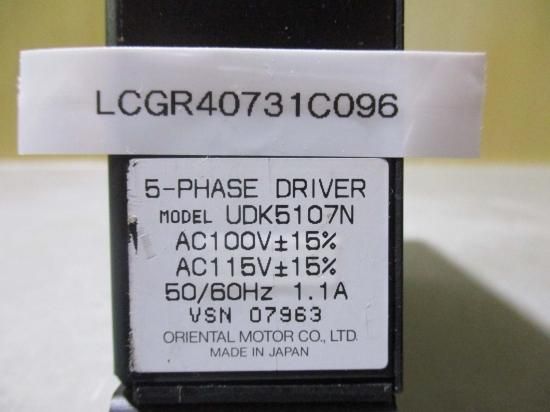 LCGR40731C096
5-PHASE DRIVER
MODEL UDK5107N
AC100V±15%
AC115V±15%
50/60Hz 1.1A
VSN 07963
ORIENTAL MOTOR CO., LTD.
MADE IN JAPAN